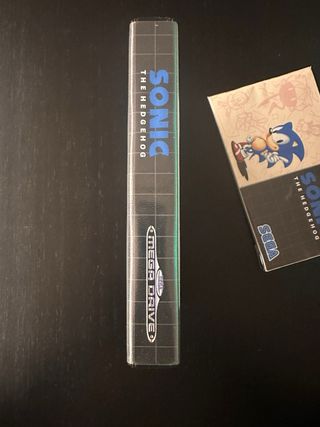 SONIC
THE HEDGEHOG
SEGA
MEGA DRIVE
SONIC
THE HEDGEHOG
SEGA